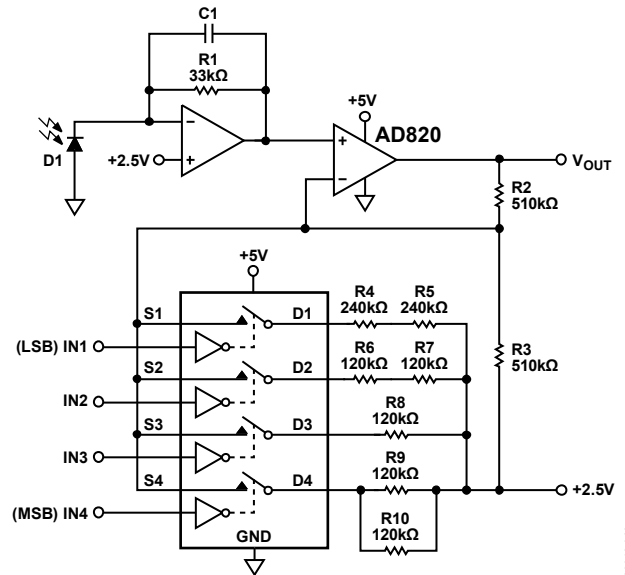 C1
R1
33kΩ
+5V
AD820
D1
+2.5V
V_OUT
R2
510kΩ
+5V
S1
D1
R4
240kΩ
R5
240kΩ
(LSB) IN1
S2
D2
R6
120kΩ
R7
120kΩ
R3
510kΩ
IN2
S3
D3
R8
120kΩ
IN3
S4
D4
R9
120kΩ
+2.5V
(MSB) IN4
R10
120kΩ
GND
−
+
+
−